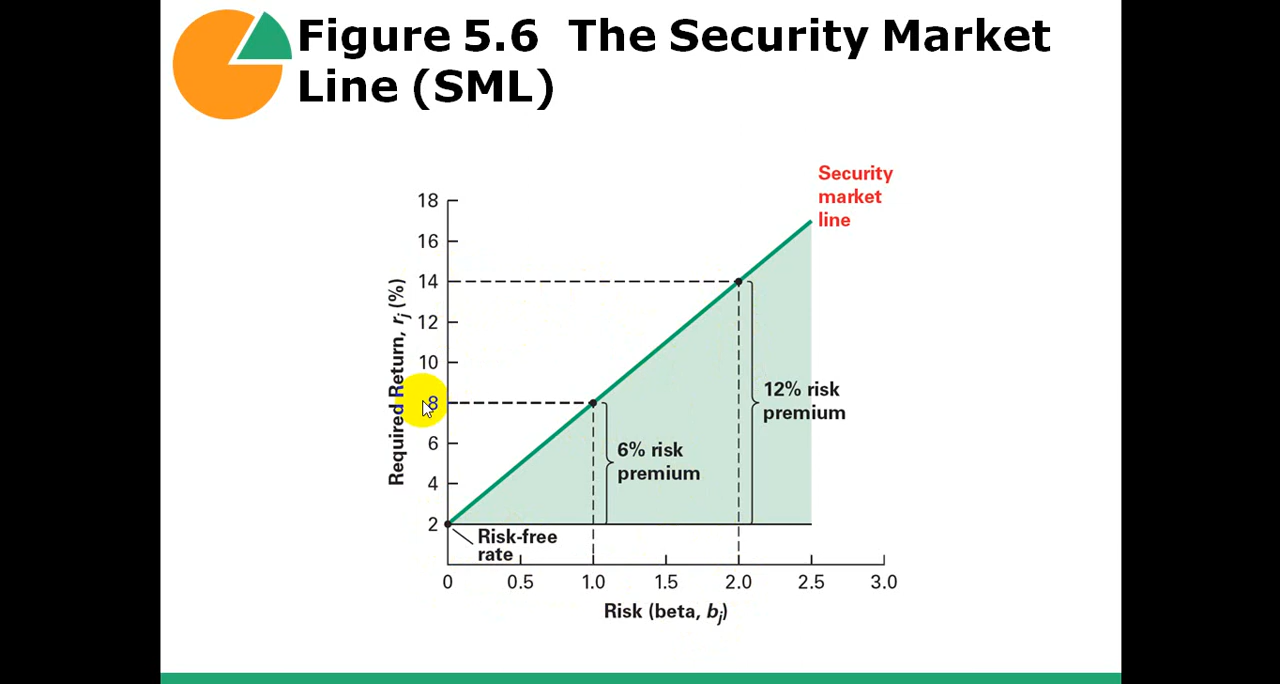 Figure 5.6 The Security Market
Line (SML)
Security
market
line
18
16
14
12
10
8
6
4
2
Required Return, rj (%)
12% risk
premium
6% risk
premium
Risk-free
rate
0 0.5 1.0 1.5 2.0 2.5 3.0
Risk (beta, bj)